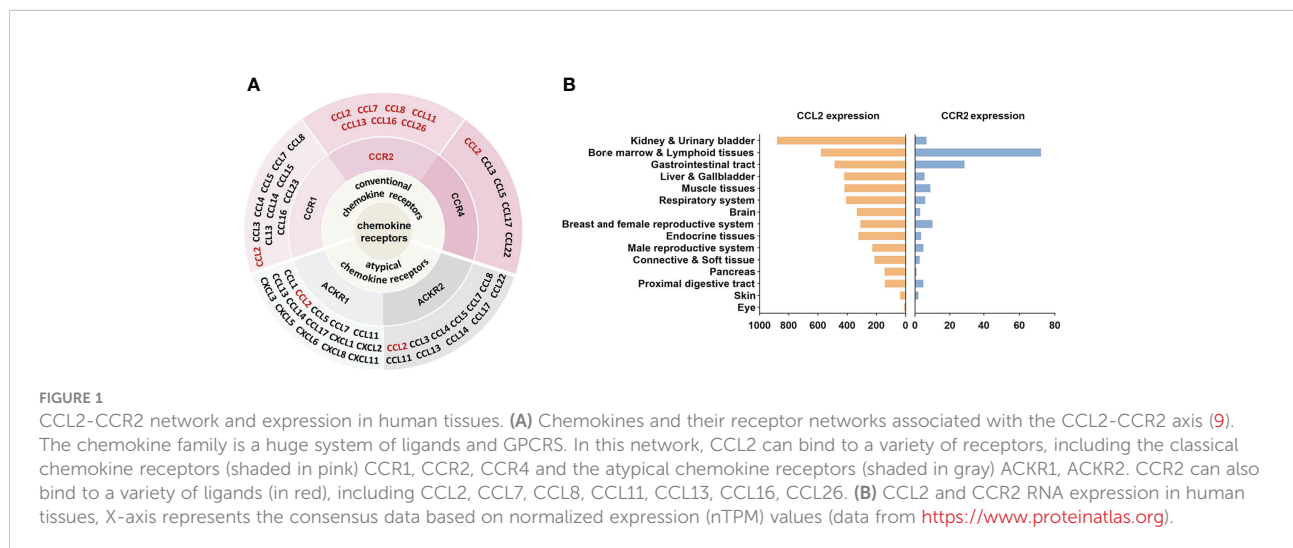 A
CCL2 CCL7 CCL8 CCL11
CCL13 CCL16 CCL26
CCR2
CCL2 CCL3 CCL5 CCL17 CCL22
CCR4
CCL2 CCL3 CCL4 CCL5 CCL7 CCL8
CL13 CCL14 CCL15
CCL16 CCL23
CCR1
conventional
chemokine receptors
chemokine
receptors
atypical
chemokine receptors
ACKR1
CCL1 CCL2 CCL5 CCL7 CCL11
CCL13 CCL14 CCL17 CXCL1 CXCL2
CXCL3 CXCL5 CXCL6 CXCL8 CXCL11
ACKR2
CCL2 CCL3 CCL4 CCL5 CCL7 CCL8
CCL11 CCL13 CCL14 CCL17 CCL22
B
CCL2 expression CCR2 expression
Kidney & Urinary bladder
Bore marrow & Lymphoid tissues
Gastrointestinal tract
Liver & Gallbladder
Muscle tissues
Respiratory system
Brain
Breast and female reproductive system
Endocrine tissues
Male reproductive system
Connective & Soft tissue
Pancreas
Proximal digestive tract
Skin
Eye
1000 800 600 400 200 0 0 20 40 60 80
FIGURE 1
CCL2-CCR2 network and expression in human tissues. (A) Chemokines and their receptor networks associated with the CCL2-CCR2 axis (9).
The chemokine family is a huge system of ligands and GPCRS. In this network, CCL2 can bind to a variety of receptors, including the classical
chemokine receptors (shaded in pink) CCR1, CCR2, CCR4 and the atypical chemokine receptors (shaded in gray) ACKR1, ACKR2. CCR2 can also
bind to a variety of ligands (in red), including CCL2, CCL7, CCL8, CCL11, CCL13, CCL16, CCL26. (B) CCL2 and CCR2 RNA expression in human
tissues, X-axis represents the consensus data based on normalized expression (nTPM) values (data from https://www.proteinatlas.org).